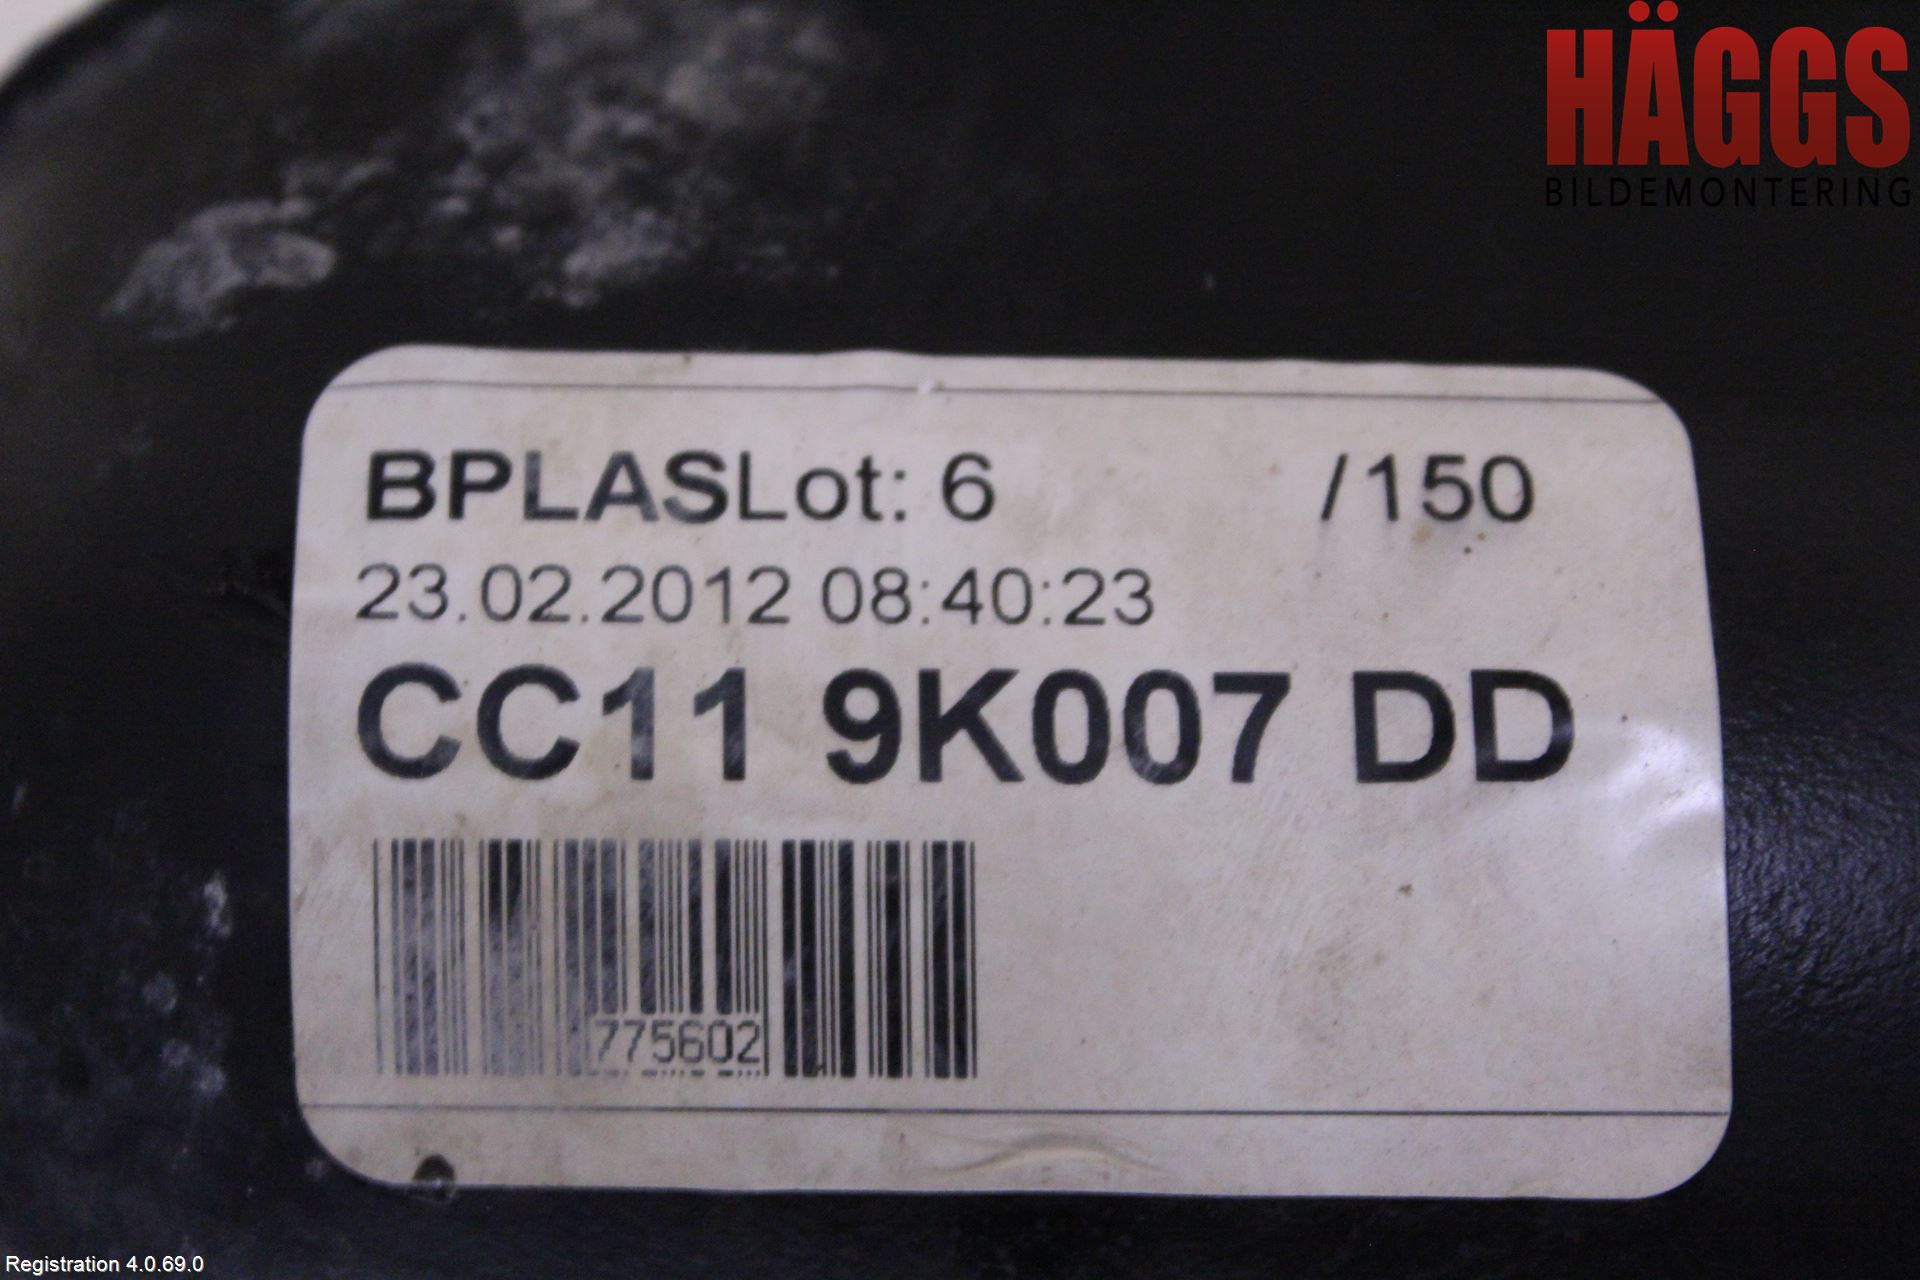 HÄGGS
BILDEMONTERING
BPLASLot: 6 /150
23.02.2012 08:40:23
CC11 9K007 DD
775602
Registration 4.0.69.0